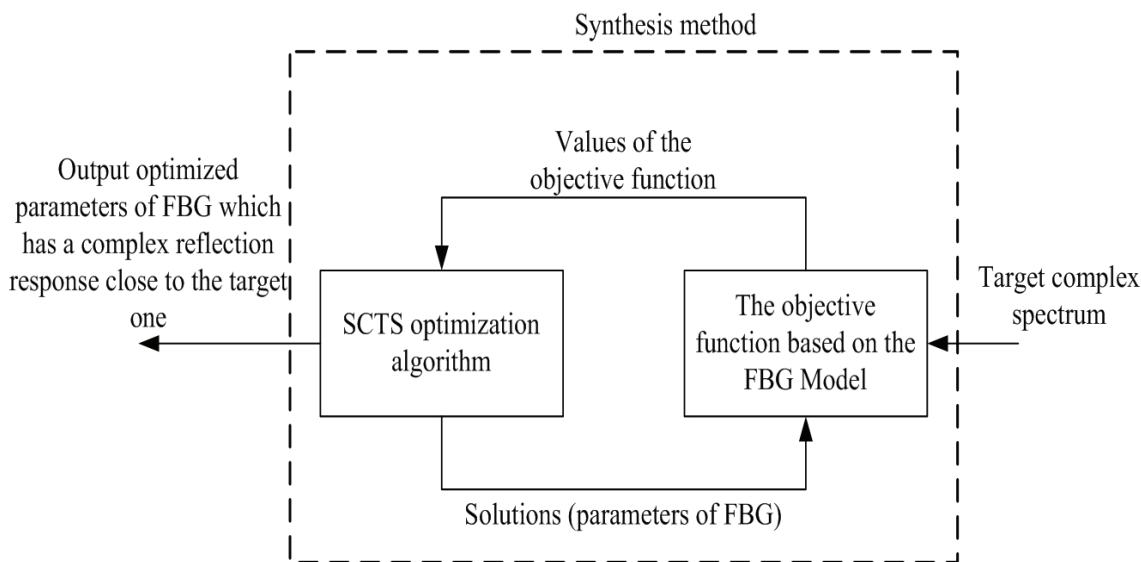 Synthesis method
Values of the
objective function
Output optimized
parameters of FBG which
has a complex reflection
response close to the target
one
SCTS optimization
algorithm
The objective
function based on the
FBG Model
Target complex
spectrum
Solutions (parameters of FBG)